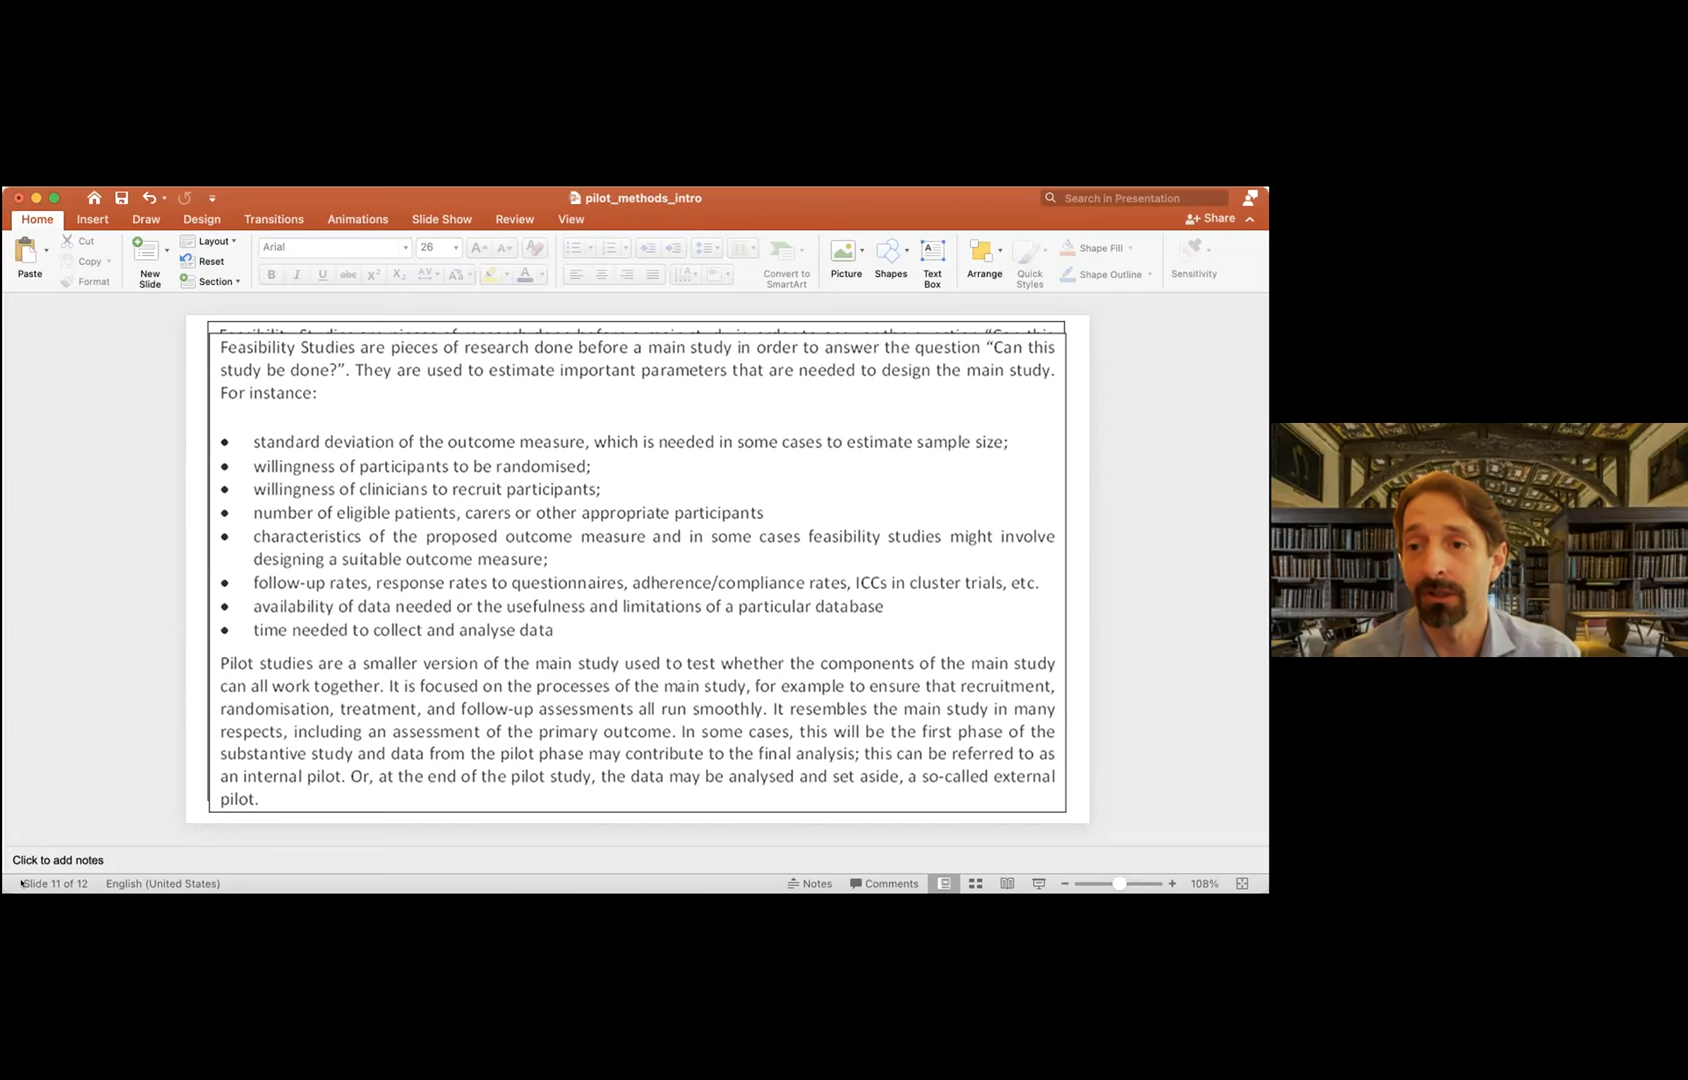 pilot_methods_intro
Search in Presentation
Home
Insert
Draw
Design
Transitions
Animations
Slide Show
Review
View
Share
Paste
Cut
Copy
Format
New
Slide
Layout
Reset
Section
Arial
26
Convert to
SmartArt
Picture
Shapes
Text
Box
Arrange
Quick
Styles
Shape Fill
Shape Outline
Sensitivity
Feasibility Studies are pieces of research done before a main study in order to answer the question “Can this
study be done?”. They are used to estimate important parameters that are needed to design the main study.
For instance:
• standard deviation of the outcome measure, which is needed in some cases to estimate sample size;
• willingness of participants to be randomised;
• willingness of clinicians to recruit participants;
• number of eligible patients, carers or other appropriate participants
• characteristics of the proposed outcome measure and in some cases feasibility studies might involve
designing a suitable outcome measure;
• follow-up rates, response rates to questionnaires, adherence/compliance rates, ICCs in cluster trials, etc.
• availability of data needed or the usefulness and limitations of a particular database
• time needed to collect and analyse data
Pilot studies are a smaller version of the main study used to test whether the components of the main study
can all work together. It is focused on the processes of the main study, for example to ensure that recruitment,
randomisation, treatment, and follow-up assessments all run smoothly. It resembles the main study in many
respects, including an assessment of the primary outcome. In some cases, this will be the first phase of the
substantive study and data from the pilot phase may contribute to the final analysis; this can be referred to as
an internal pilot. Or, at the end of the pilot study, the data may be analysed and set aside, a so-called external
pilot.
Click to add notes
Slide 11 of 12
English (United States)
Notes
Comments
108%